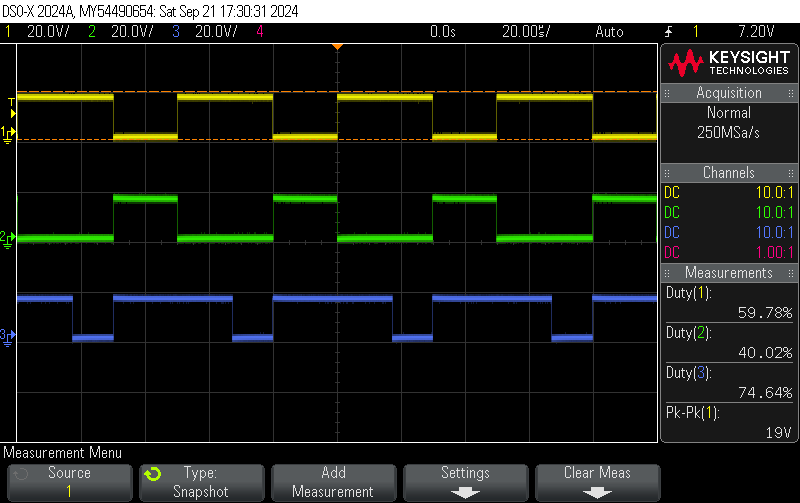 DSO-X 2024A, MY54490654: Sat Sep 21 17:30:31 2024
1 20.0V/ 2 20.0V/ 3 20.0V/ 4 0.0s 20.00µs/ Auto 1 7.20V
KEYSIGHT
TECHNOLOGIES
Acquisition
Normal
250MSa/s
Channels
DC 10.0:1
DC 10.0:1
DC 10.0:1
DC 1.00:1
Measurements
Duty(1):
59.78%
Duty(2):
40.02%
Duty(3):
74.64%
Pk-Pk(1):
19V
T
1
2
3
Measurement Menu
Source
1
Type:
Snapshot
Add
Measurement
Settings
Clear Meas